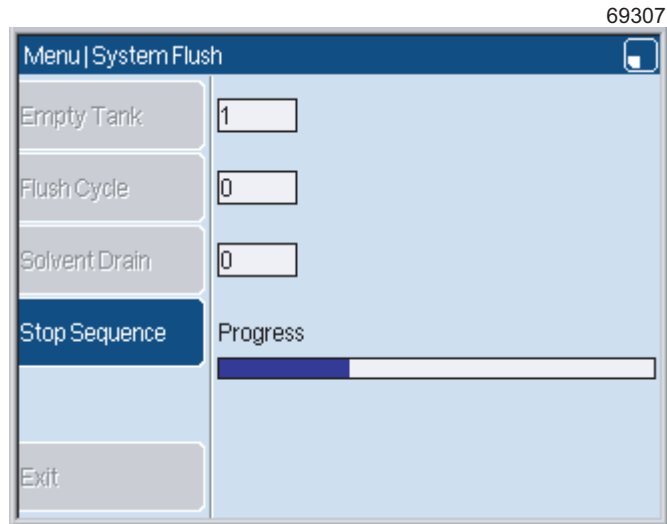 69307
Menu | System Flush
Empty Tank
1
Flush Cycle
0
Solvent Drain
0
Stop Sequence
Progress
Exit